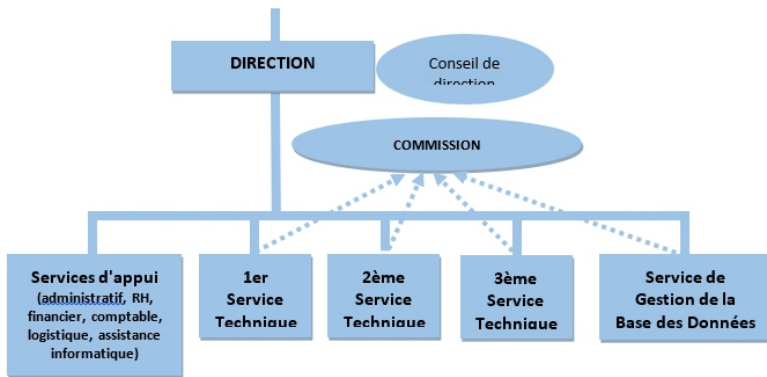 DIRECTION
Conseil de
direction
COMMISSION
Services d'appui
(administratif, RH,
financier, comptable,
logistique, assistance
informatique)
1er
Service
Technique
2ème
Service
Technique
3ème
Service
Technique
Service de
Gestion de la
Base des Données